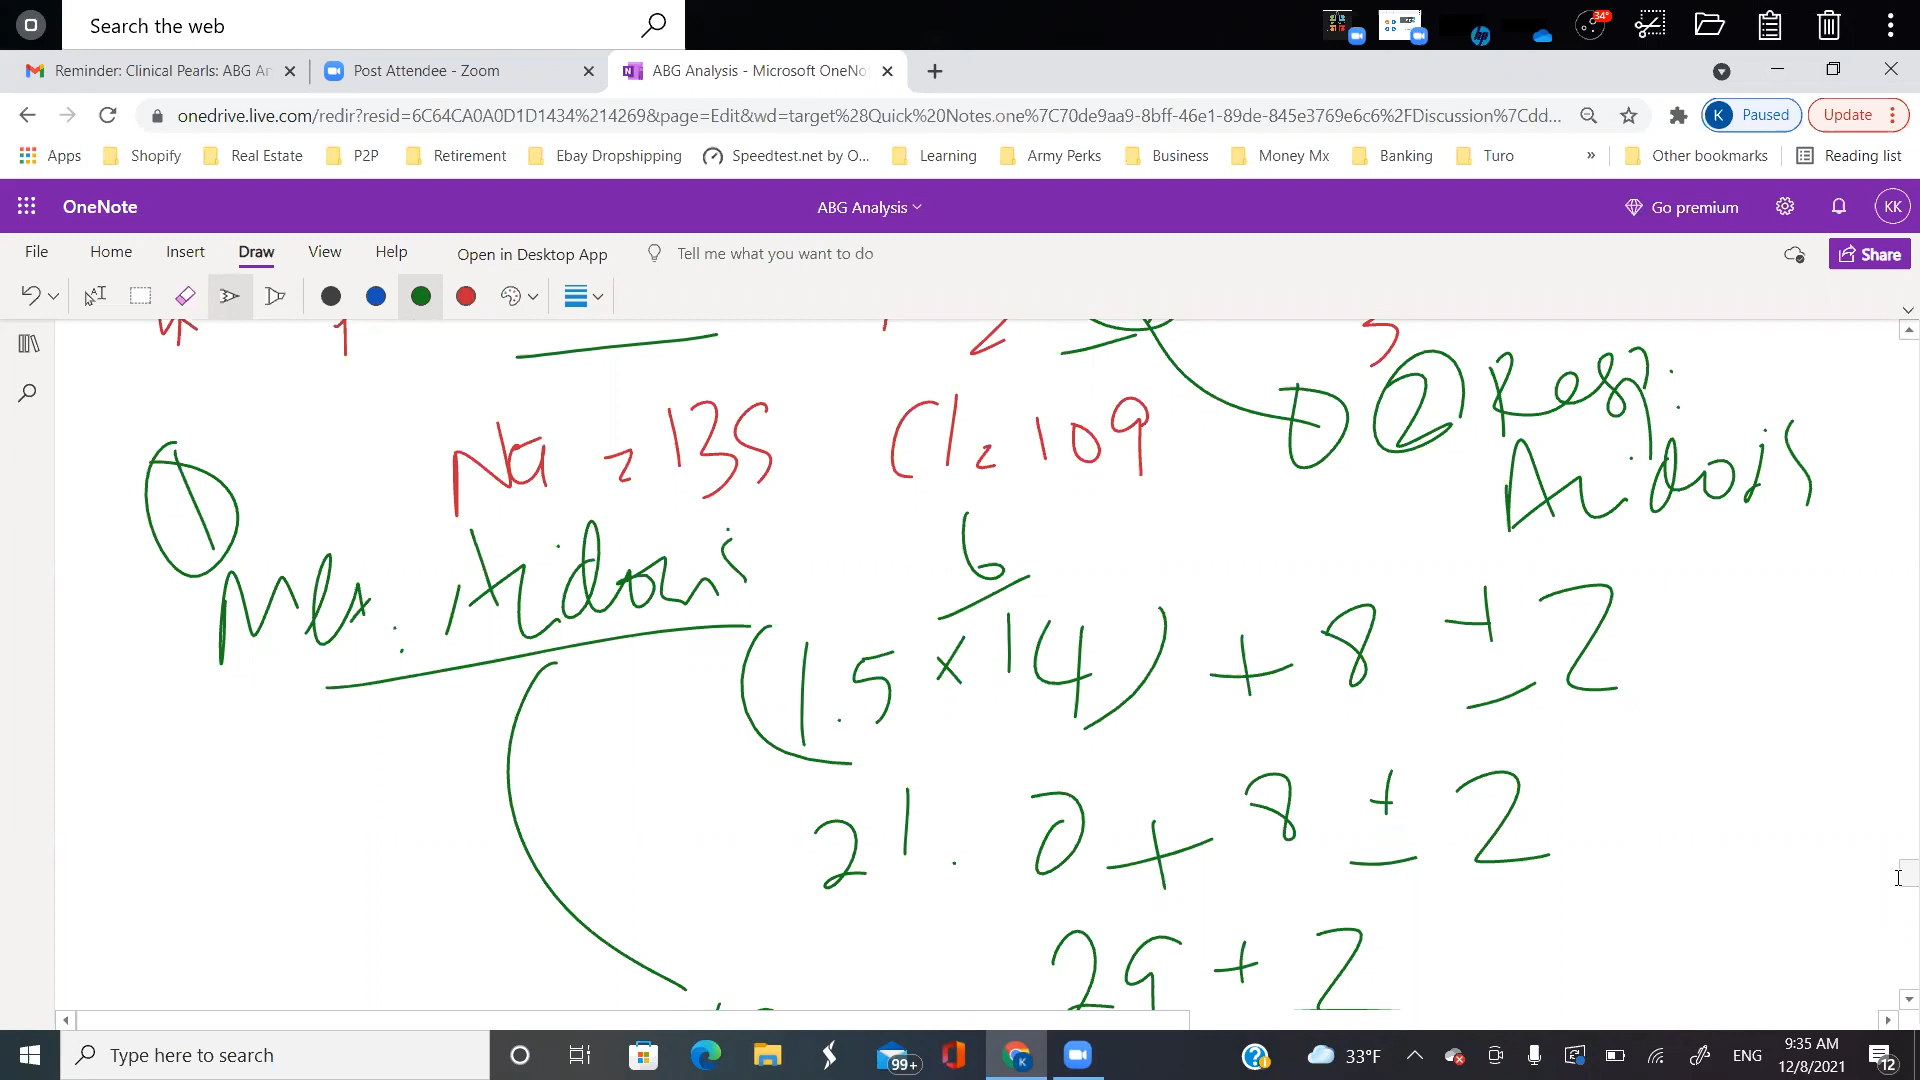 Search the web
34°
Reminder: Clinical Pearls: ABG Ar
Post Attendee - Zoom
ABG Analysis - Microsoft OneNo
onedrive.live.com/redir?resid=6C64CA0A0D1D1434%214269&page=Edit&wd=target%28Quick%20Notes.one%7C70de9aa9-8bff-46e1-89de-845e3769e6c6%2FDiscussion%7Cdd...
K Paused
Update
Apps Shopify Real Estate P2P Retirement Ebay Dropshipping Speedtest.net by O... Learning Army Perks Business Money Mx Banking Turo » Other bookmarks Reading list
OneNote
ABG Analysis
Go premium
KK
File Home Insert Draw View Help Open in Desktop App Tell me what you want to do
Share
② Resp.
Acidosis
Na = 135 Cl = 109
①
Met. Acidosis
6
(1.5 x 14) + 8 ± 2
21.0 + 8 ± 2
29 ± 2
Type here to search
99+
33°F
ENG
9:35 AM
12/8/2021
12